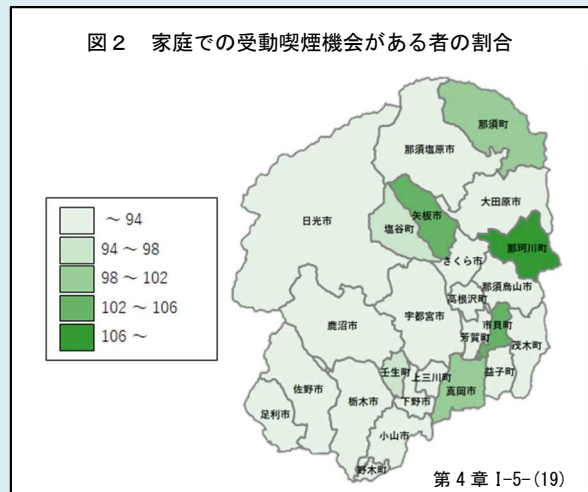 図２　家庭での受動喫煙機会がある者の割合
～ 94
94 ～ 98
98 ～ 102
102 ～ 106
106 ～
那須町
那須塩原市
大田原市
日光市
矢板市
塩谷町
那珂川町
さくら市
那須烏山市
高根沢町
宇都宮市
鹿沼市
市貝町
芳賀町
茂木町
壬生町
上三川町
益子町
真岡市
下野市
佐野市
栃木市
足利市
小山市
野木町
第４章 I-5-(19)